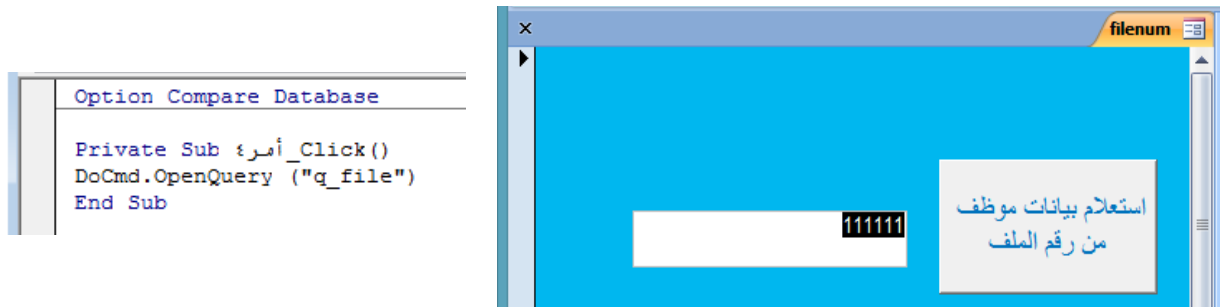 Option Compare Database
Private Sub أمر٤_Click()
DoCmd.OpenQuery ("q_file")
End Sub
filenum
استعلام بيانات موظف
من رقم الملف
111111